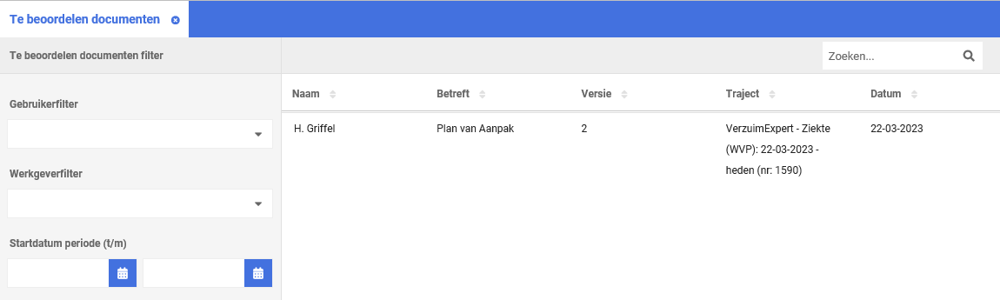 Te beoordelen documenten
Te beoordelen documenten filter
Zoeken...
Gebruikerfilter
Werkgeverfilter
Startdatum periode (t/m)
Naam Betreft Versie Traject Datum
H. Griffel Plan van Aanpak 2 VerzuimExpert - Ziekte 22-03-2023
(WVP): 22-03-2023 -
heden (nr: 1590)